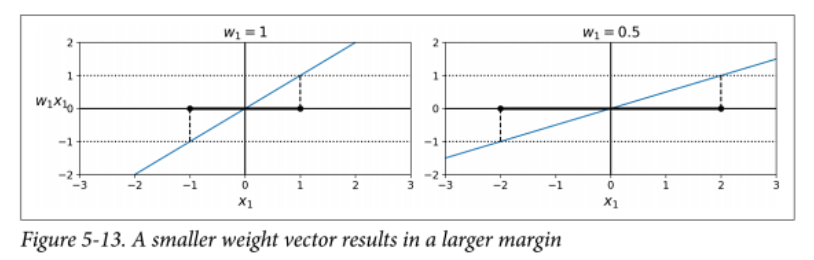 w₁ = 1
w₁ = 0.5
2
1
w₁x₁0
−1
−2
−3 −2 −1 0 1 2 3
x₁
2
1
0
−1
−2
−3 −2 −1 0 1 2 3
x₁
Figure 5-13. A smaller weight vector results in a larger margin